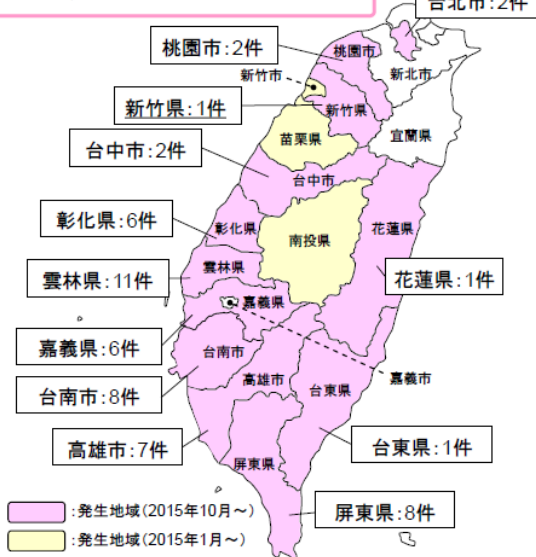 台北市:2件
桃園市:2件
桃園市
新北市
新竹市
新竹県:1件
新竹県
苗栗県
宜蘭県
台中市:2件
台中市
彰化県:6件
彰化県
南投県
花蓮県
雲林県:11件
雲林県
花蓮県:1件
嘉義県
嘉義県:6件
台南市
嘉義市
台南市:8件
高雄市
台東県
高雄市:7件
台東県:1件
屏東県
:発生地域(2015年10月~)
屏東県:8件
:発生地域(2015年1月~)